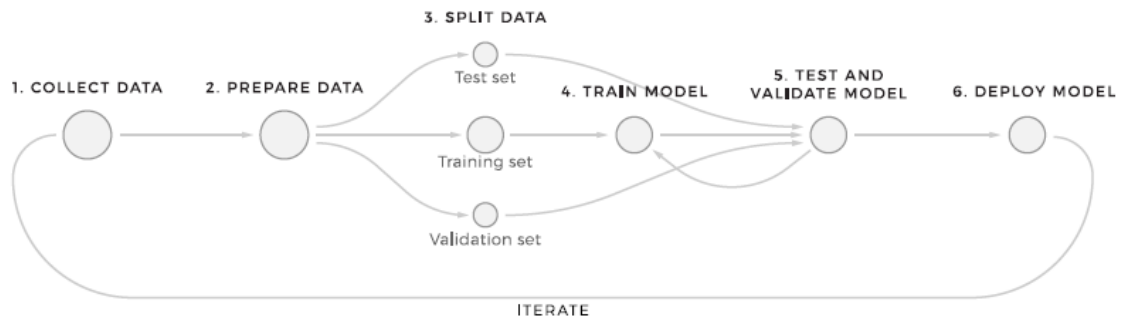 3. SPLIT DATA
Test set
1. COLLECT DATA
2. PREPARE DATA
4. TRAIN MODEL
5. TEST AND
VALIDATE MODEL
6. DEPLOY MODEL
Training set
Validation set
ITERATE